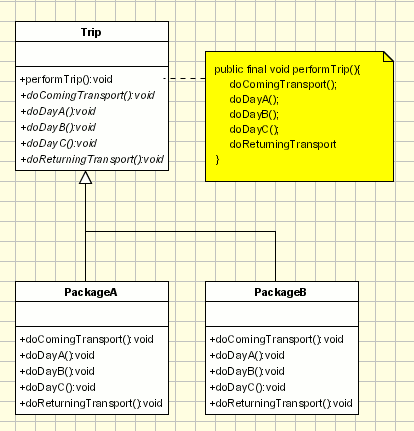 Trip
+performTrip():void
+doComingTransport():void
+doDayA():void
+doDayB():void
+doDayC():void
+doReturningTransport():void
public final void performTrip(){
doComingTransport();
doDayA();
doDayB();
doDayC();
doReturningTransport
}
PackageA
+doComingTransport():void
+doDayA():void
+doDayB():void
+doDayC():void
+doReturningTransport():void
PackageB
+doComingTransport():void
+doDayA():void
+doDayB():void
+doDayC():void
+doReturningTransport():void